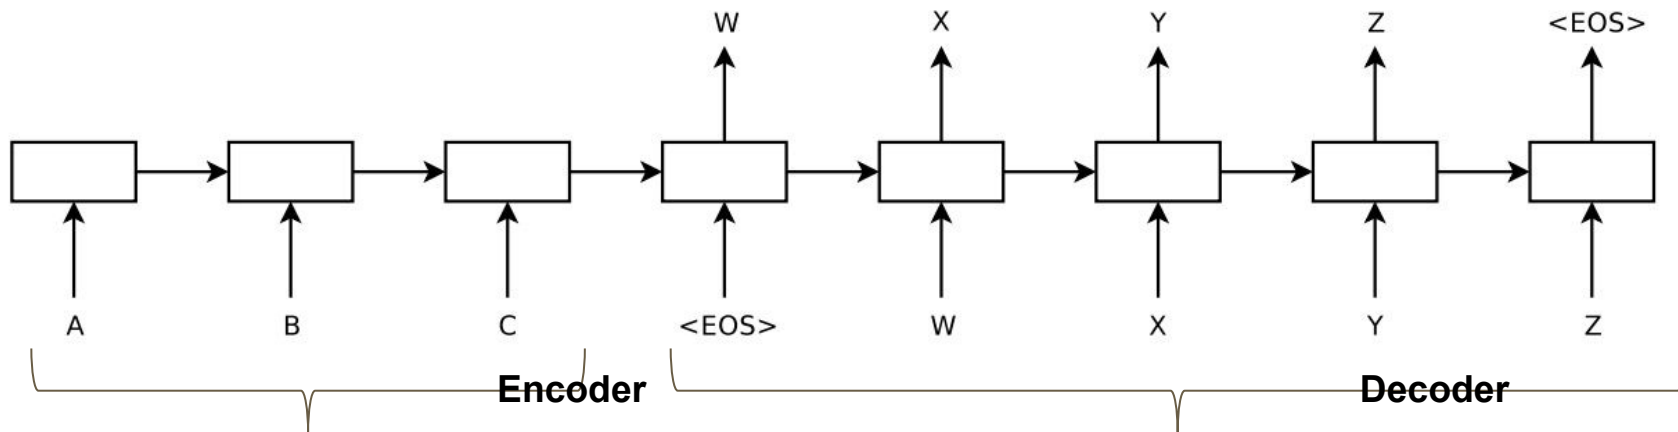 W X Y Z <EOS>
A B C <EOS> W X Y Z
Encoder Decoder